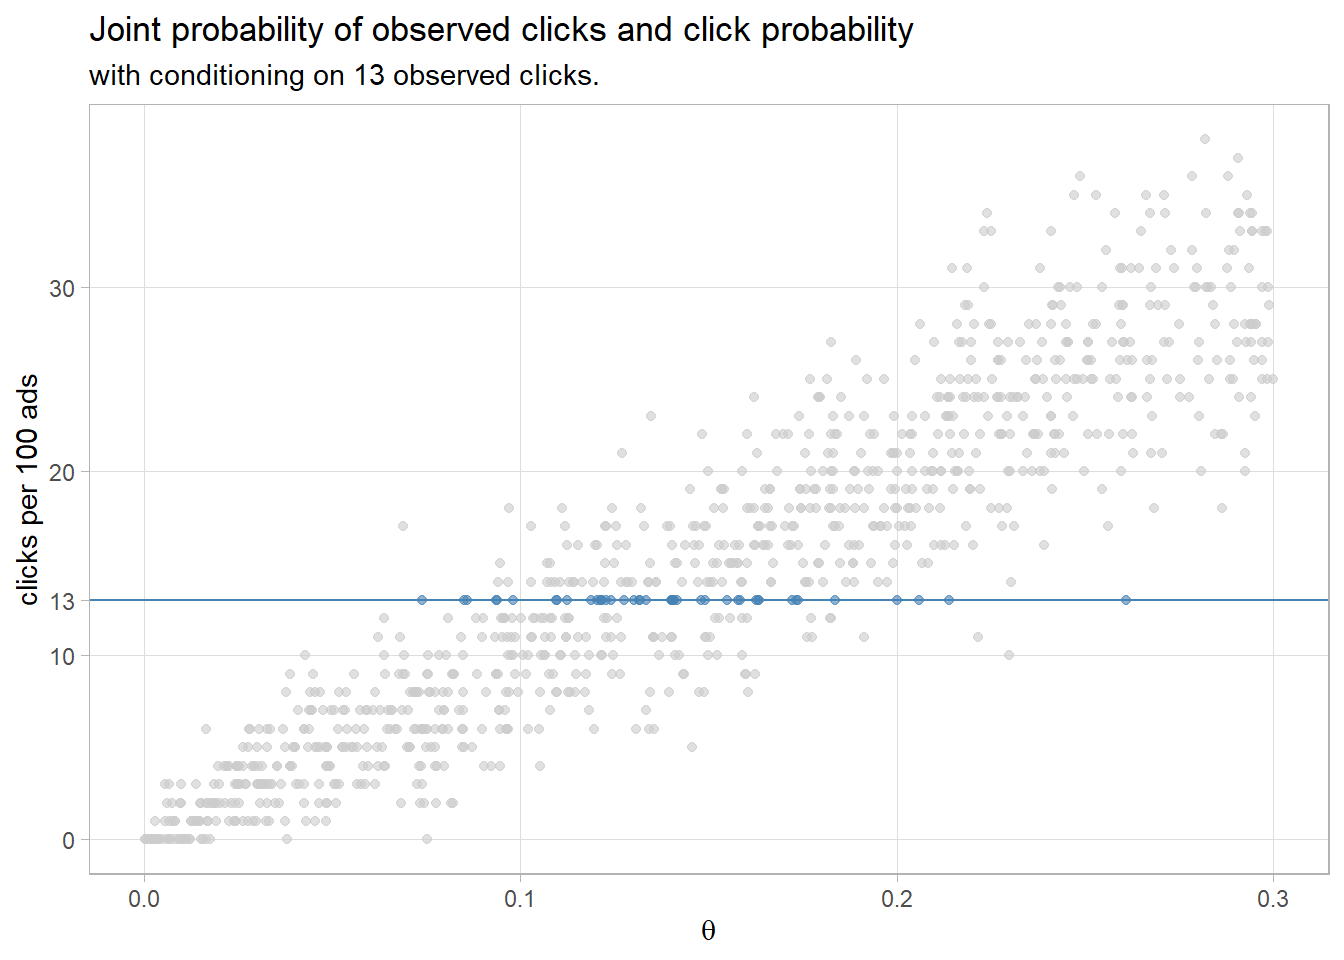 Joint probability of observed clicks and click probability
with conditioning on 13 observed clicks.
clicks per 100 ads
30
20
13
10
0
0.0 0.1 0.2 0.3
θ